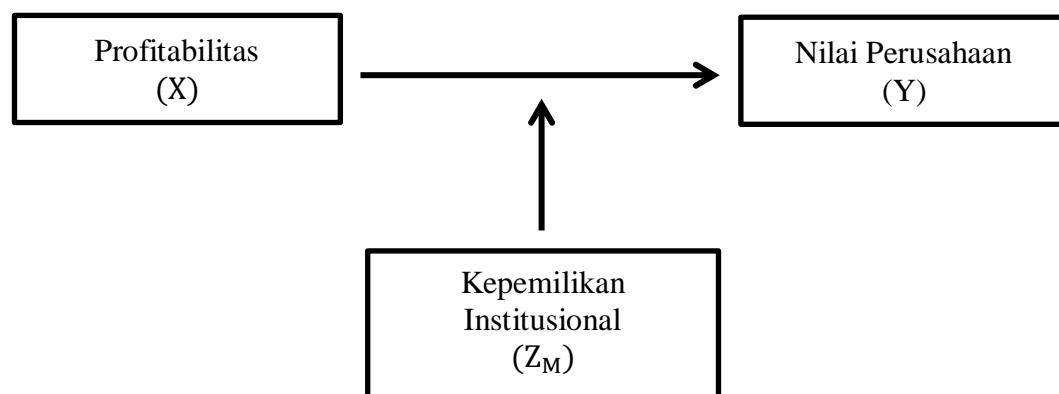 Profitabilitas
(X)
Nilai Perusahaan
(Y)
Kepemilikan
Institusional
(Z_M)